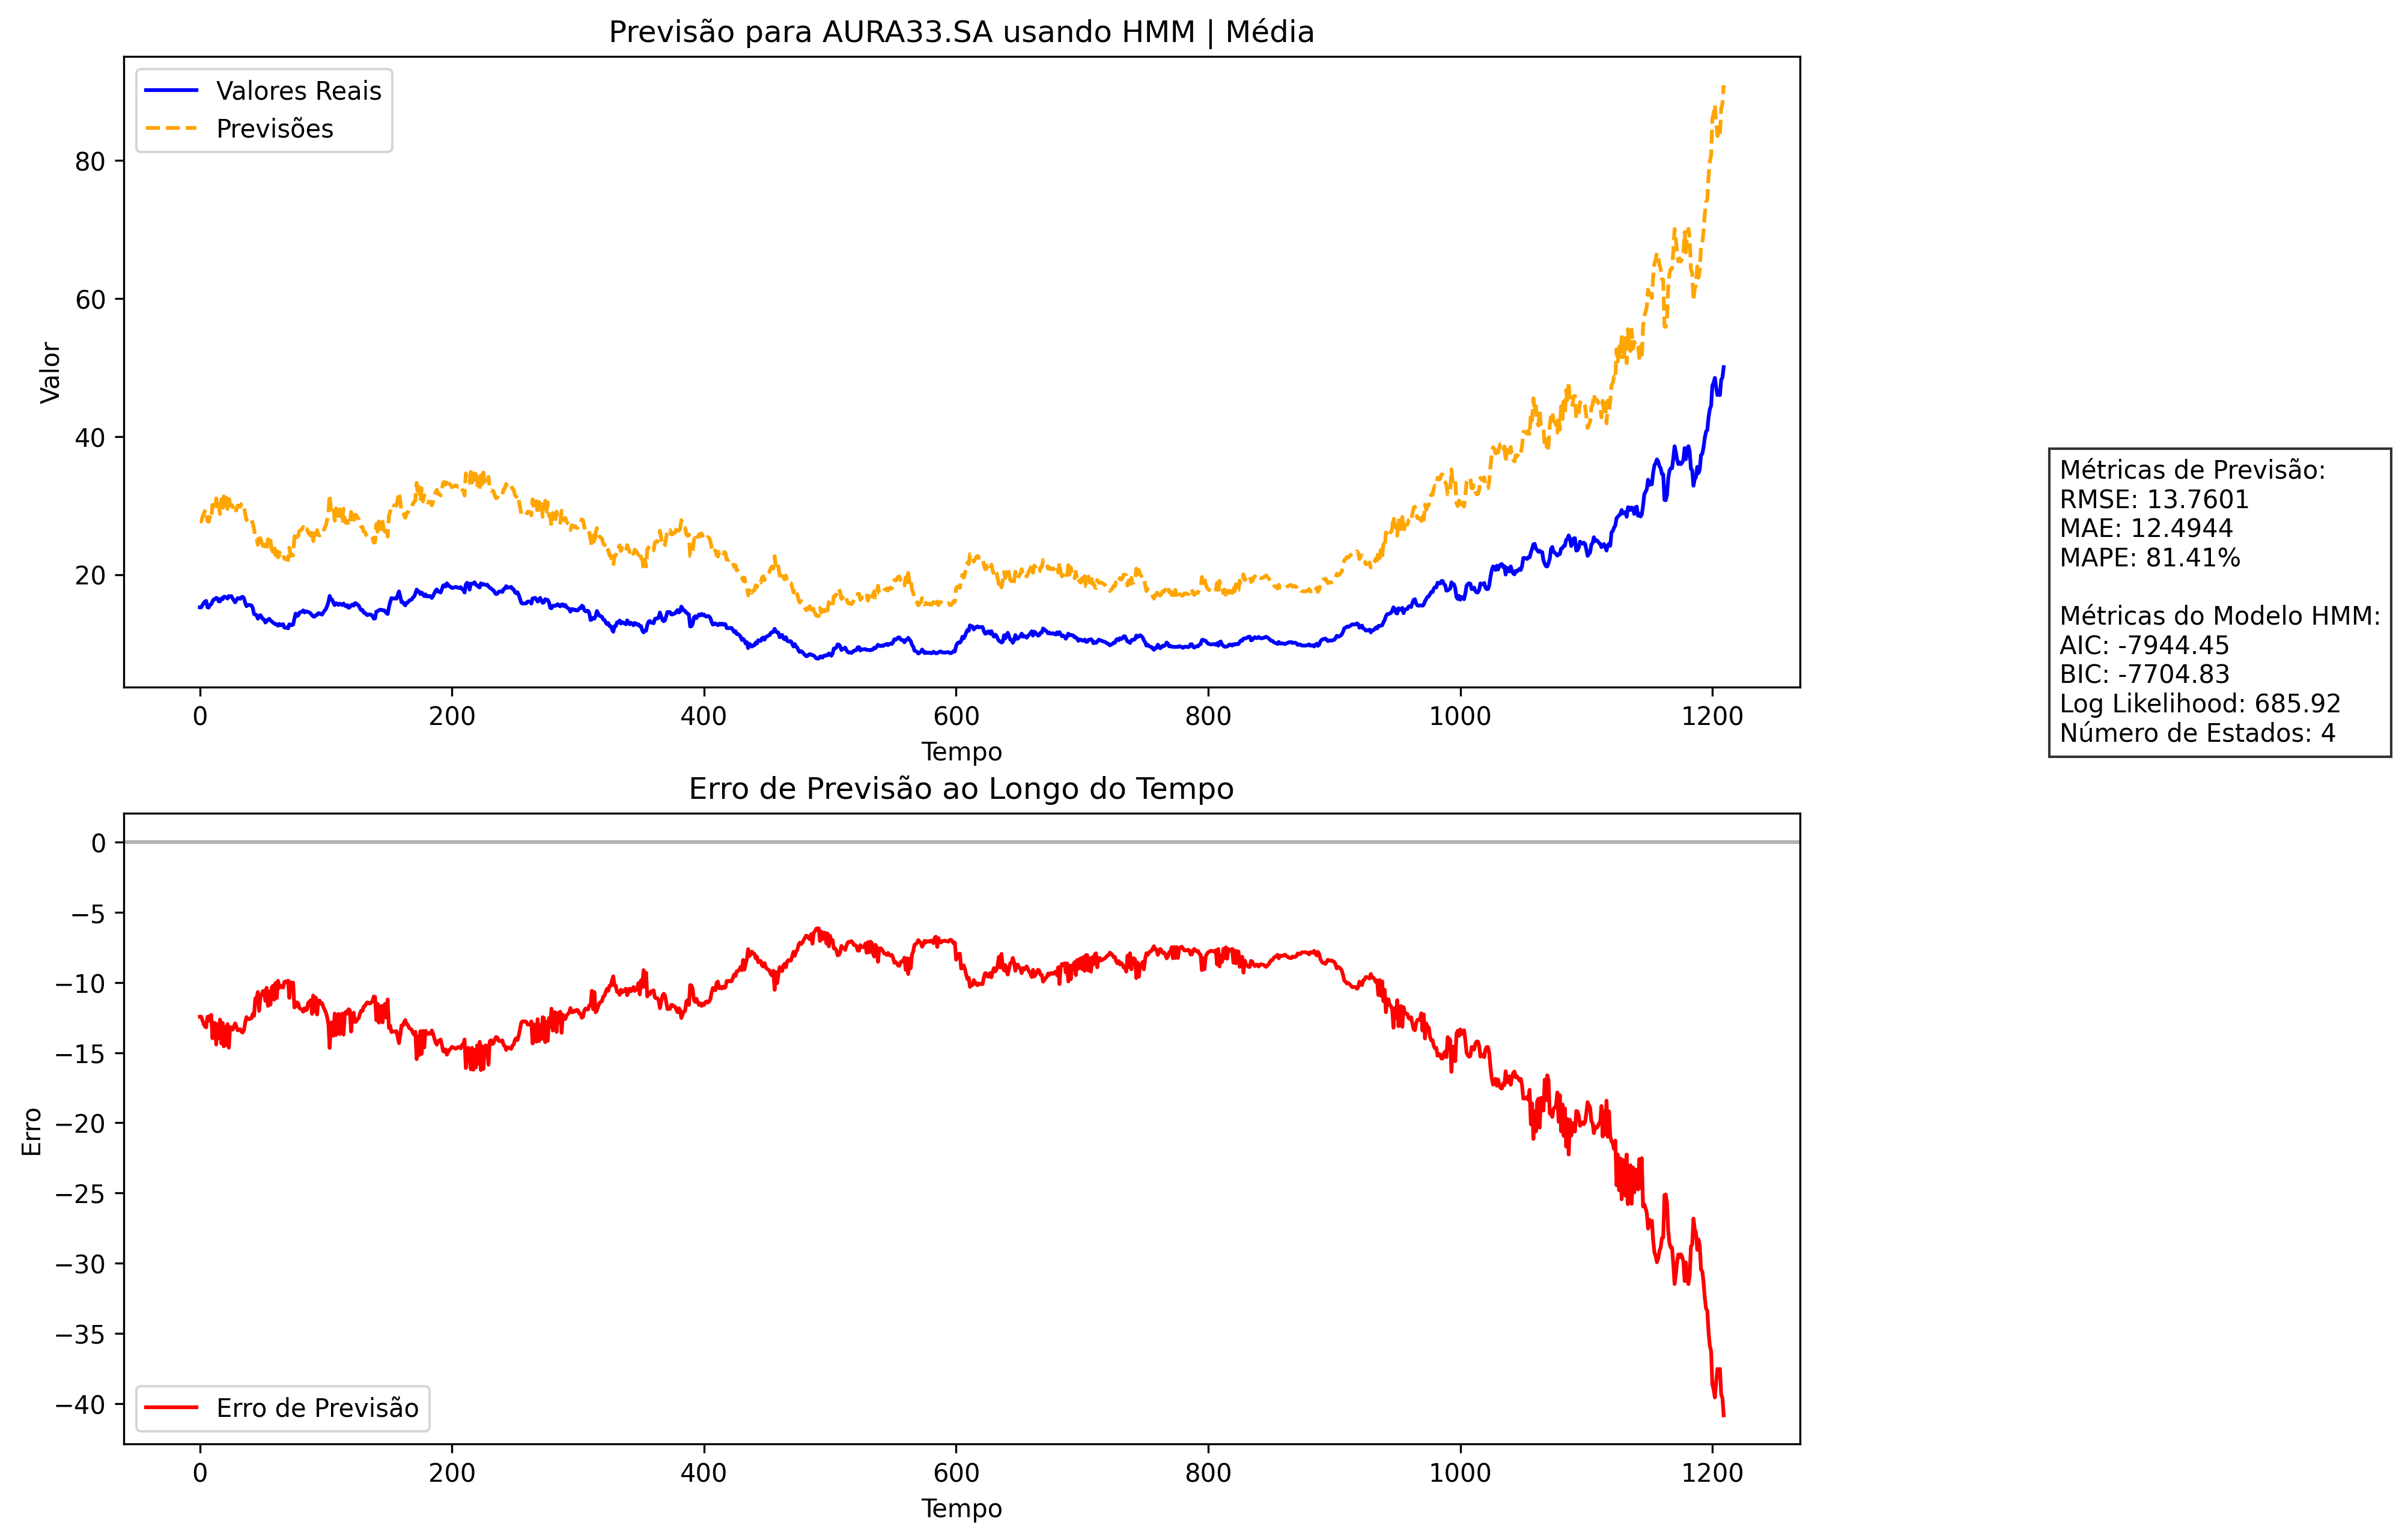 Previsão para AURA33.SA usando HMM | Média
Valores Reais
Previsões
Valor
80
60
40
20
0 200 400 600 800 1000 1200
Tempo
Métricas de Previsão:
RMSE: 13.7601
MAE: 12.4944
MAPE: 81.41%
Métricas do Modelo HMM:
AIC: -7944.45
BIC: -7704.83
Log Likelihood: 685.92
Número de Estados: 4
Erro de Previsão ao Longo do Tempo
Erro
0
−5
−10
−15
−20
−25
−30
−35
−40
Erro de Previsão
0 200 400 600 800 1000 1200
Tempo